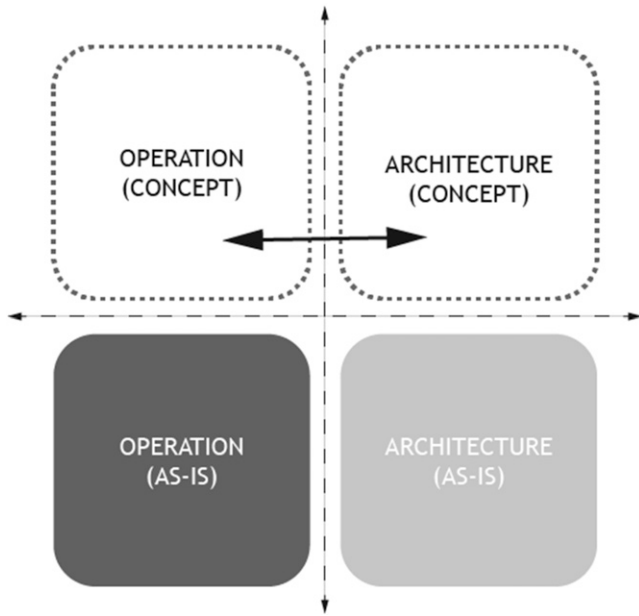 OPERATION
(CONCEPT)
ARCHITECTURE
(CONCEPT)
OPERATION
(AS-IS)
ARCHITECTURE
(AS-IS)